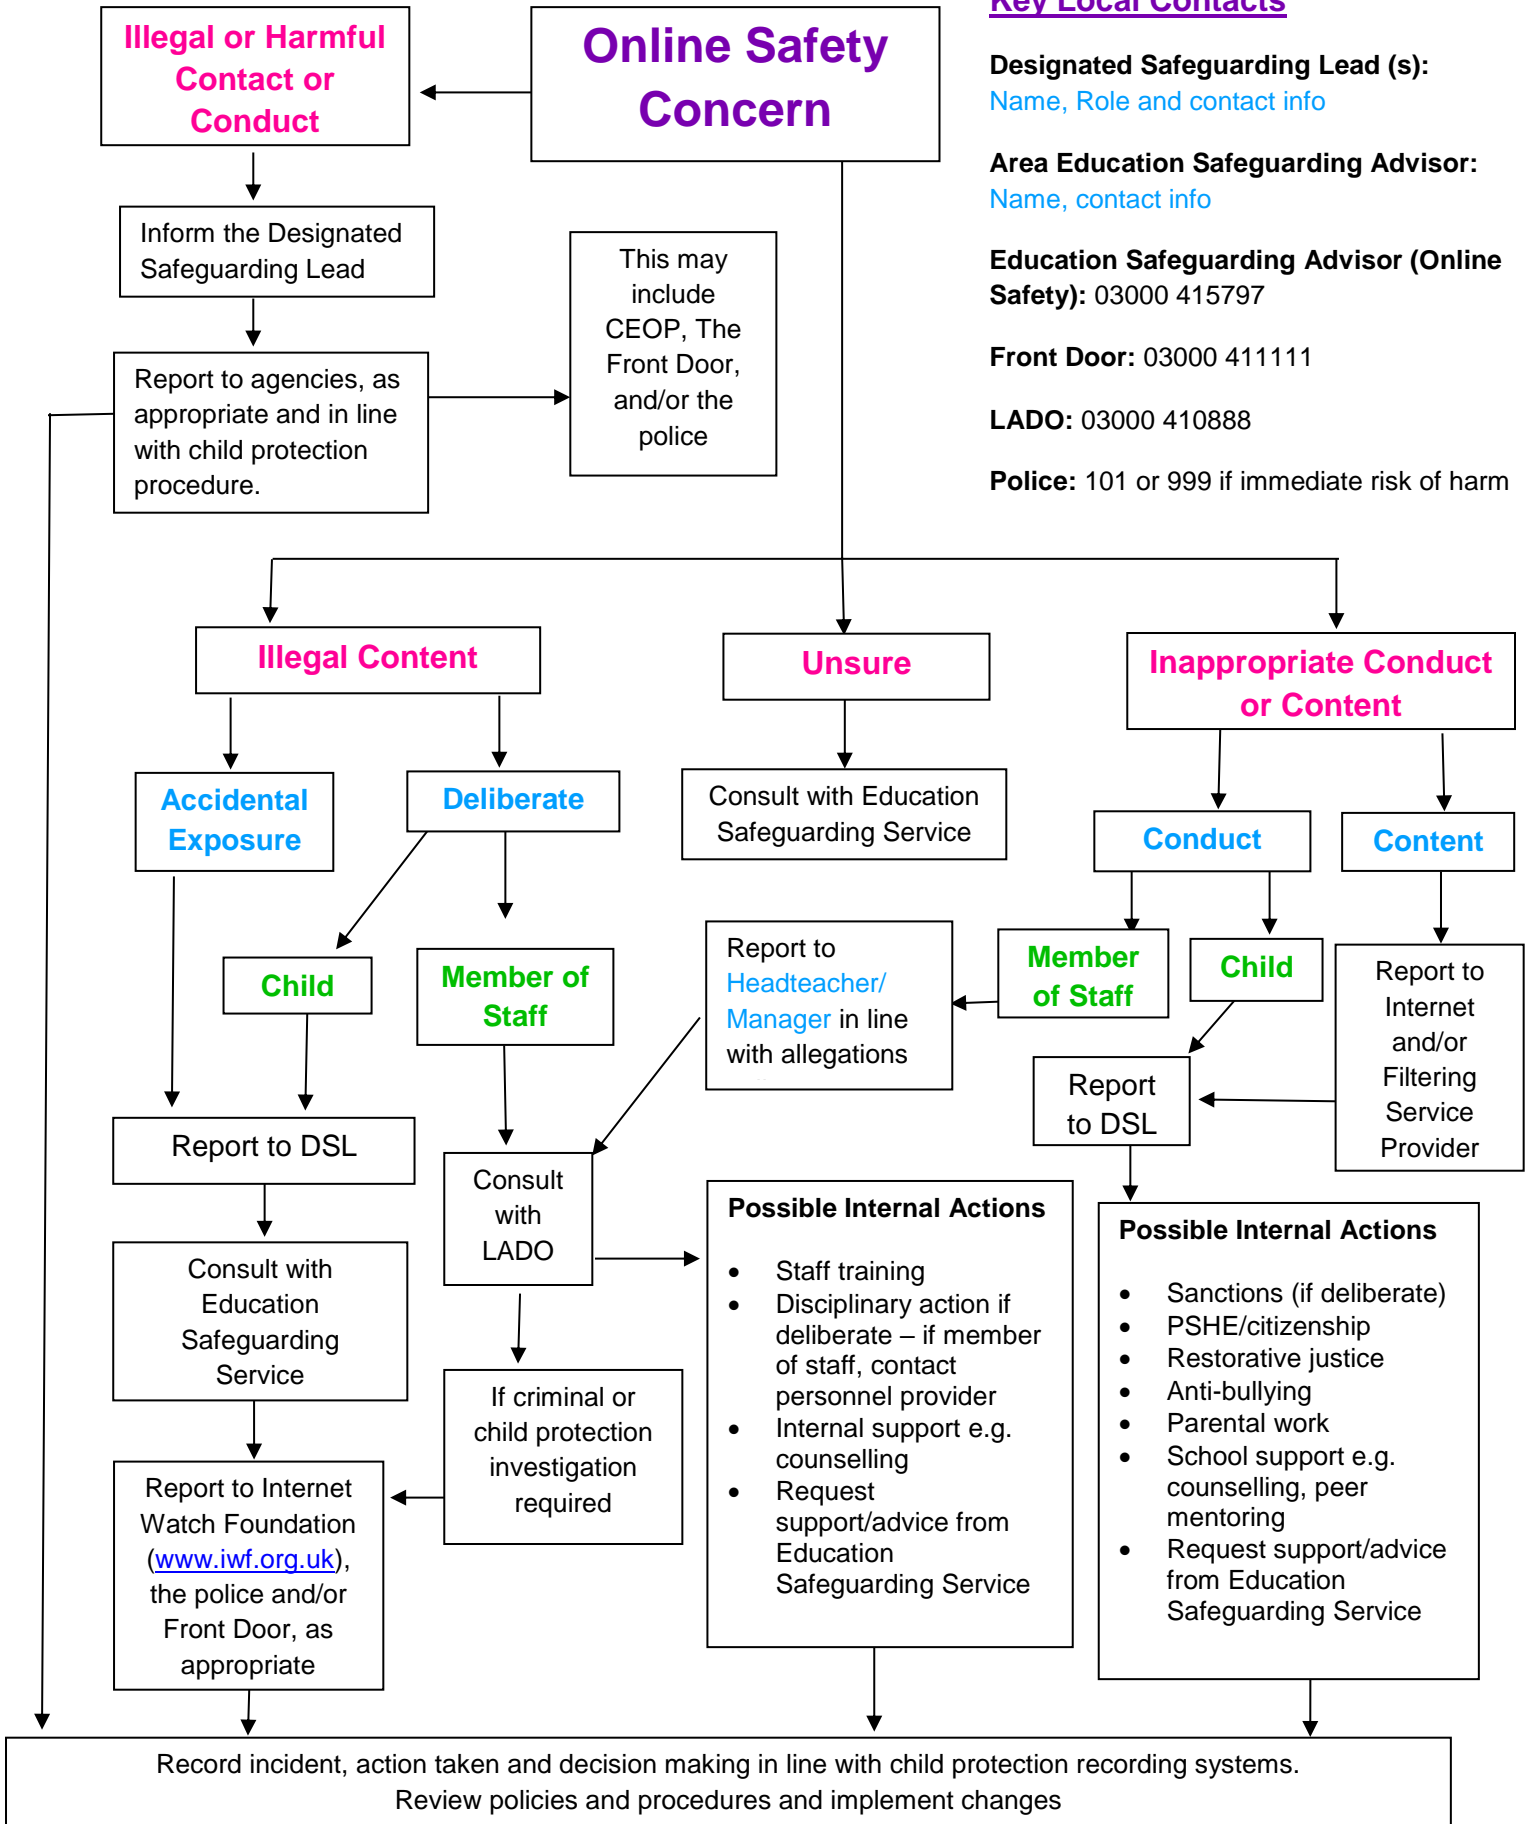 Key Local Contacts
Illegal or Harmful
Contact or
Conduct
Online Safety
Concern
Designated Safeguarding Lead (s):
Name, Role and contact info
Area Education Safeguarding Advisor:
Name, contact info
Education Safeguarding Advisor (Online
Safety): 03000 415797
Front Door: 03000 411111
LADO: 03000 410888
Police: 101 or 999 if immediate risk of harm
Inform the Designated
Safeguarding Lead
This may
include
CEOP, The
Front Door,
and/or the
police
Report to agencies, as
appropriate and in line
with child protection
procedure.
Illegal Content
Unsure
Inappropriate Conduct
or Content
Accidental
Exposure
Deliberate
Consult with Education
Safeguarding Service
Conduct
Content
Child
Member of
Staff
Report to
Headteacher/
Manager in line
with allegations
Member
of Staff
Child
Report to
Internet
and/or
Filtering
Service
Provider
Report to DSL
Consult
with
LADO
Report
to DSL
Consult with
Education
Safeguarding
Service
If criminal or
child protection
investigation
required
Report to Internet
Watch Foundation
(www.iwf.org.uk),
the police and/or
Front Door, as
appropriate
Possible Internal Actions
• Staff training
• Disciplinary action if
deliberate – if member
of staff, contact
personnel provider
• Internal support e.g.
counselling
• Request
support/advice from
Education
Safeguarding Service
Possible Internal Actions
• Sanctions (if deliberate)
• PSHE/citizenship
• Restorative justice
• Anti-bullying
• Parental work
• School support e.g.
counselling, peer
mentoring
• Request support/advice
from Education
Safeguarding Service
Record incident, action taken and decision making in line with child protection recording systems.
Review policies and procedures and implement changes